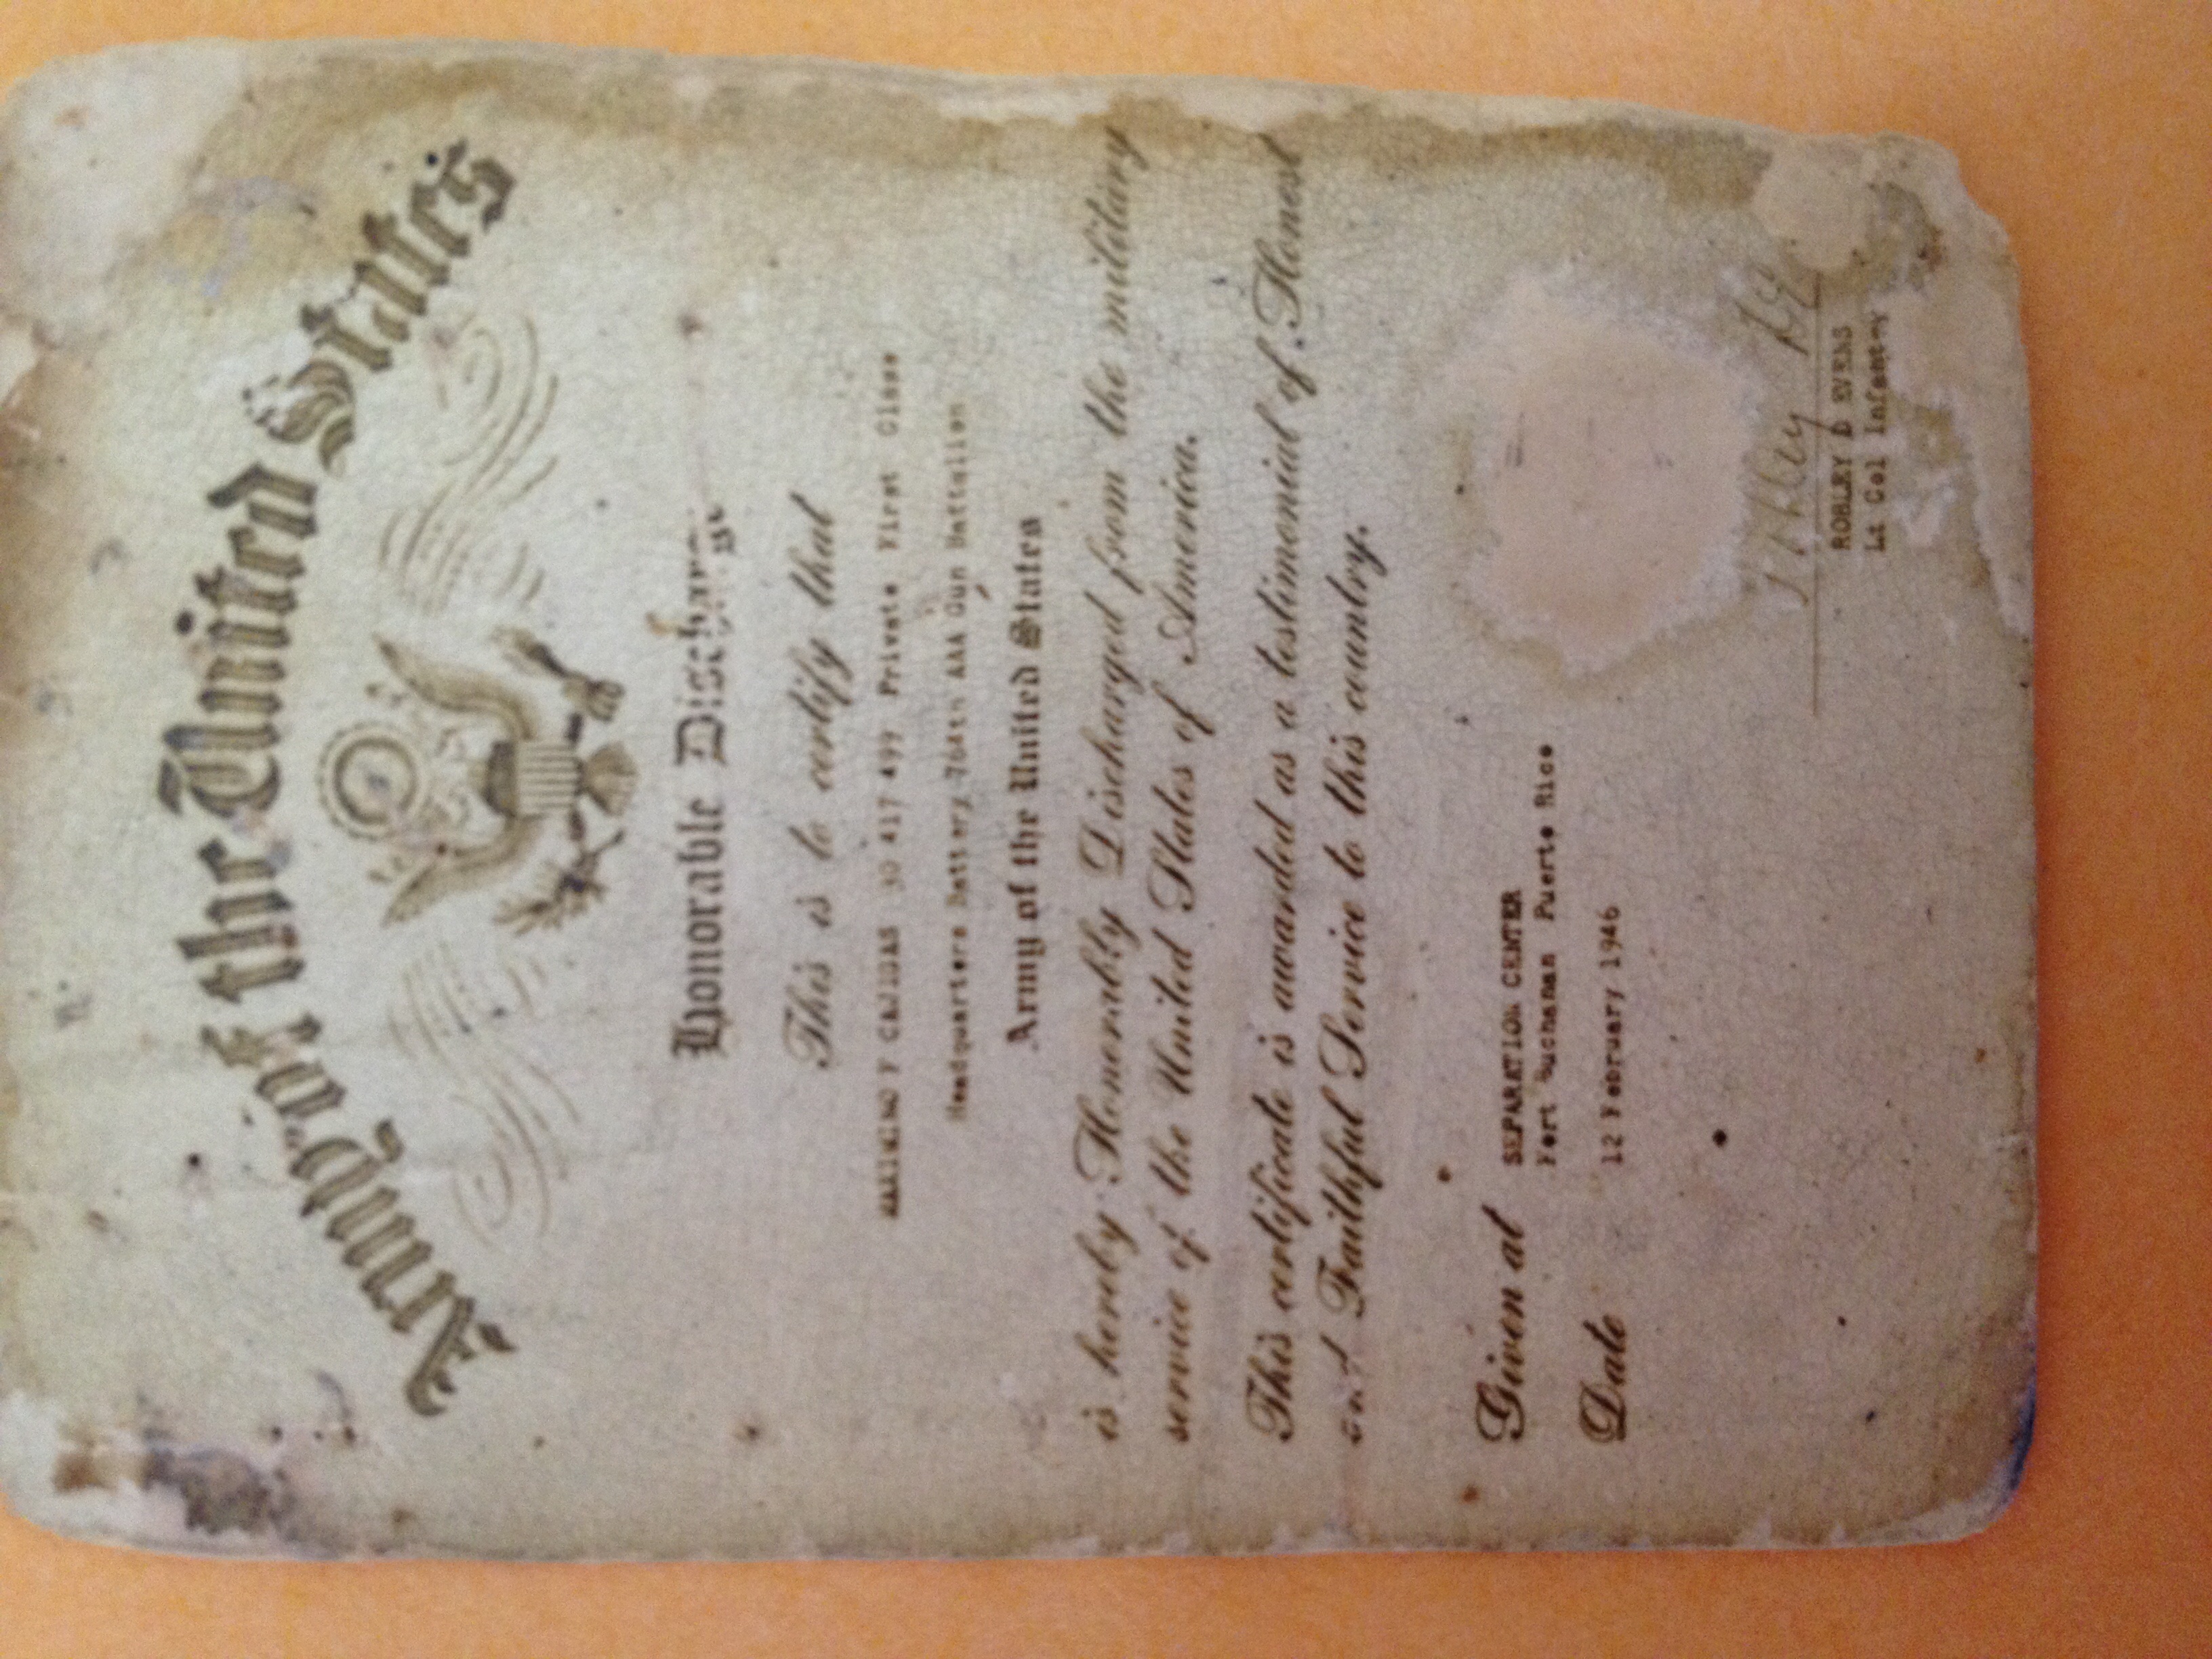 Army of the United States
Honorable Discharge
This is to certify that
MAXIMINO F CAJIGAS 30 417 499 Private First Class
Headquarters Battery 764th AAA Gun Battalion
Army of the United States
is hereby Honorably Discharged from the military
service of the United States of America.
This certificate is awarded as a testimonial of Honest
and Faithful Service to this country.
Given at SEPARATION CENTER
Fort Buchanan Puerto Rico
Date 12 February 1946
ROBLEY D EVENS
Lt Col Infantry